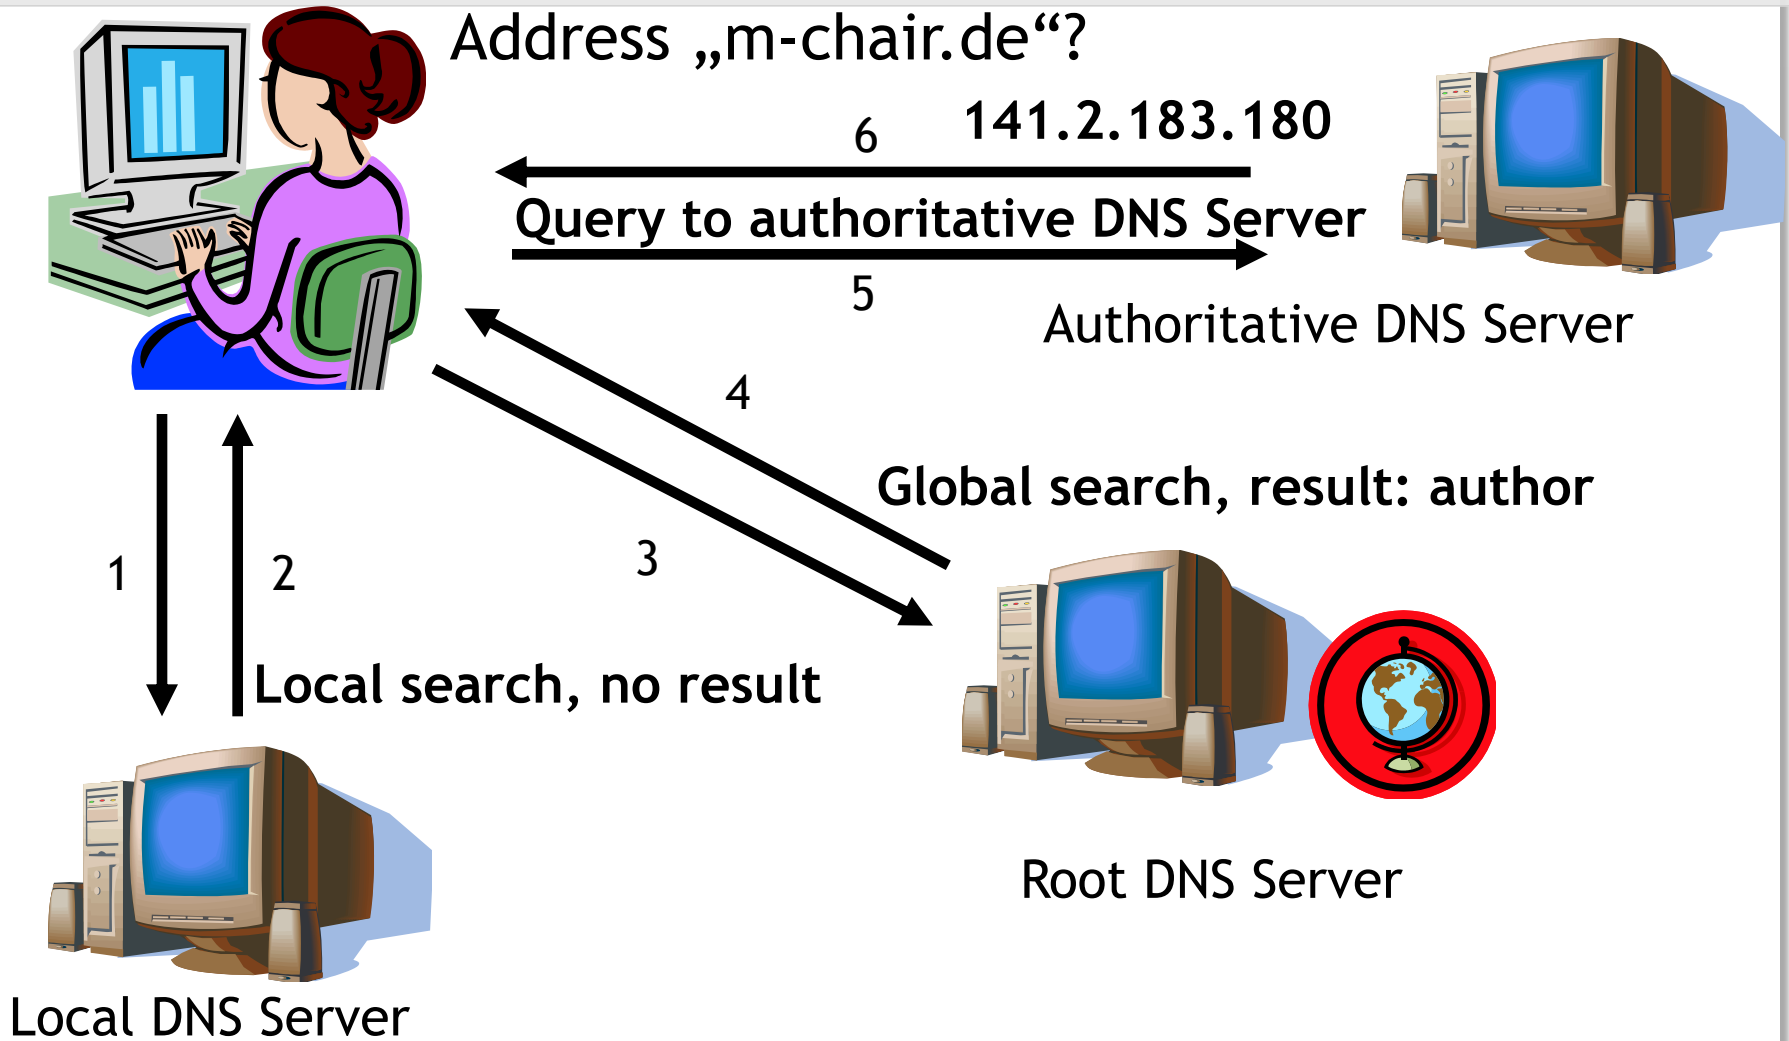 Address „m-chair.de“?
6
141.2.183.180
Query to authoritative DNS Server
5
Authoritative DNS Server
4
Global search, result: author
3
1
2
Local search, no result
Root DNS Server
Local DNS Server